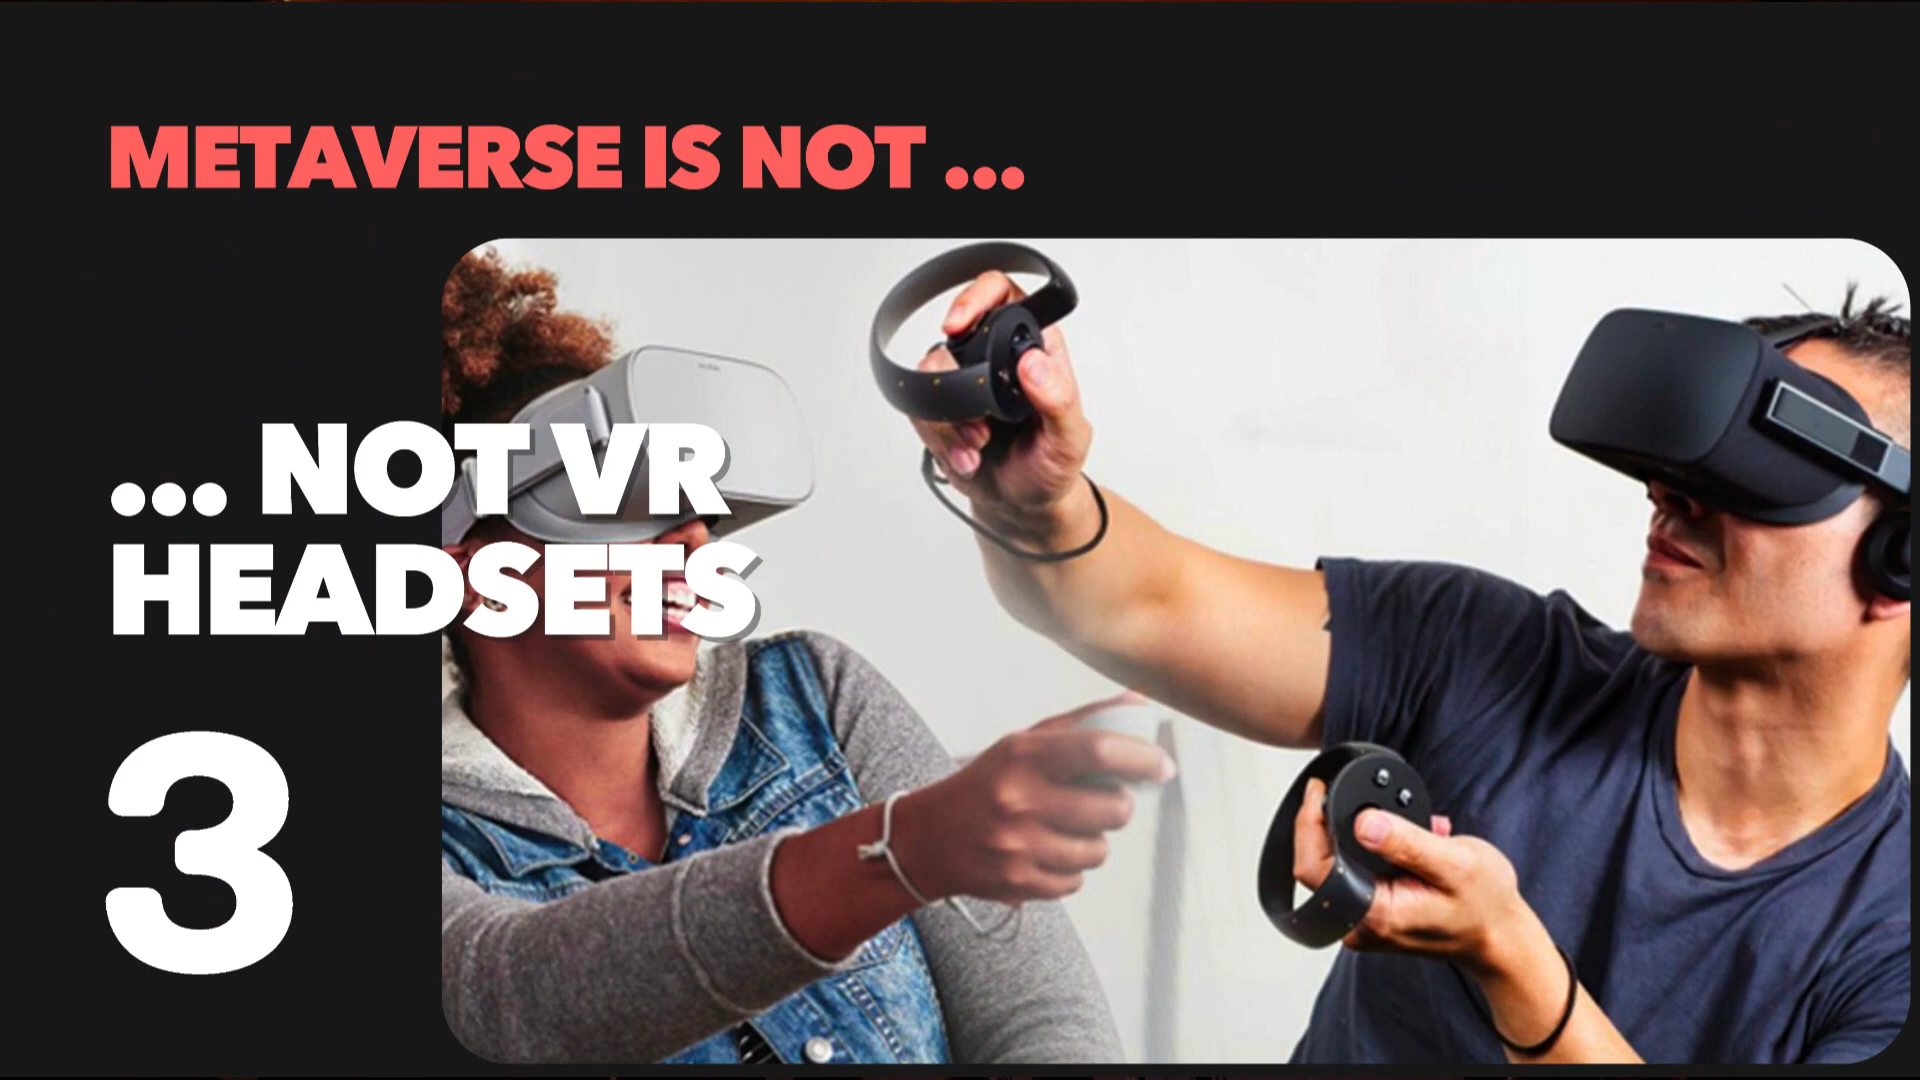 METAVERSE IS NOT ...
... NOT VR
HEADSETS
3